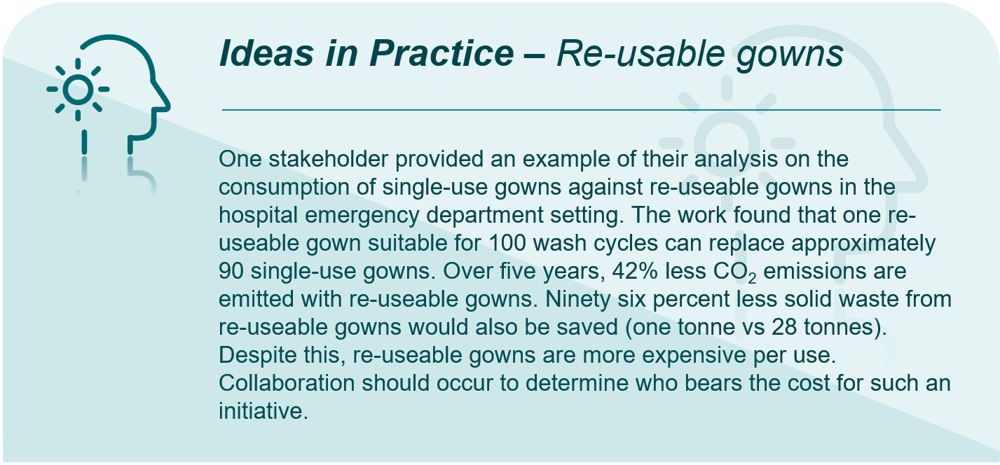 Ideas in Practice – Re-usable gowns
One stakeholder provided an example of their analysis on the
consumption of single-use gowns against re-useable gowns in the
hospital emergency department setting. The work found that one re-
useable gown suitable for 100 wash cycles can replace approximately
90 single-use gowns. Over five years, 42% less CO₂ emissions are
emitted with re-useable gowns. Ninety six percent less solid waste from
re-useable gowns would also be saved (one tonne vs 28 tonnes).
Despite this, re-useable gowns are more expensive per use.
Collaboration should occur to determine who bears the cost for such an
initiative.